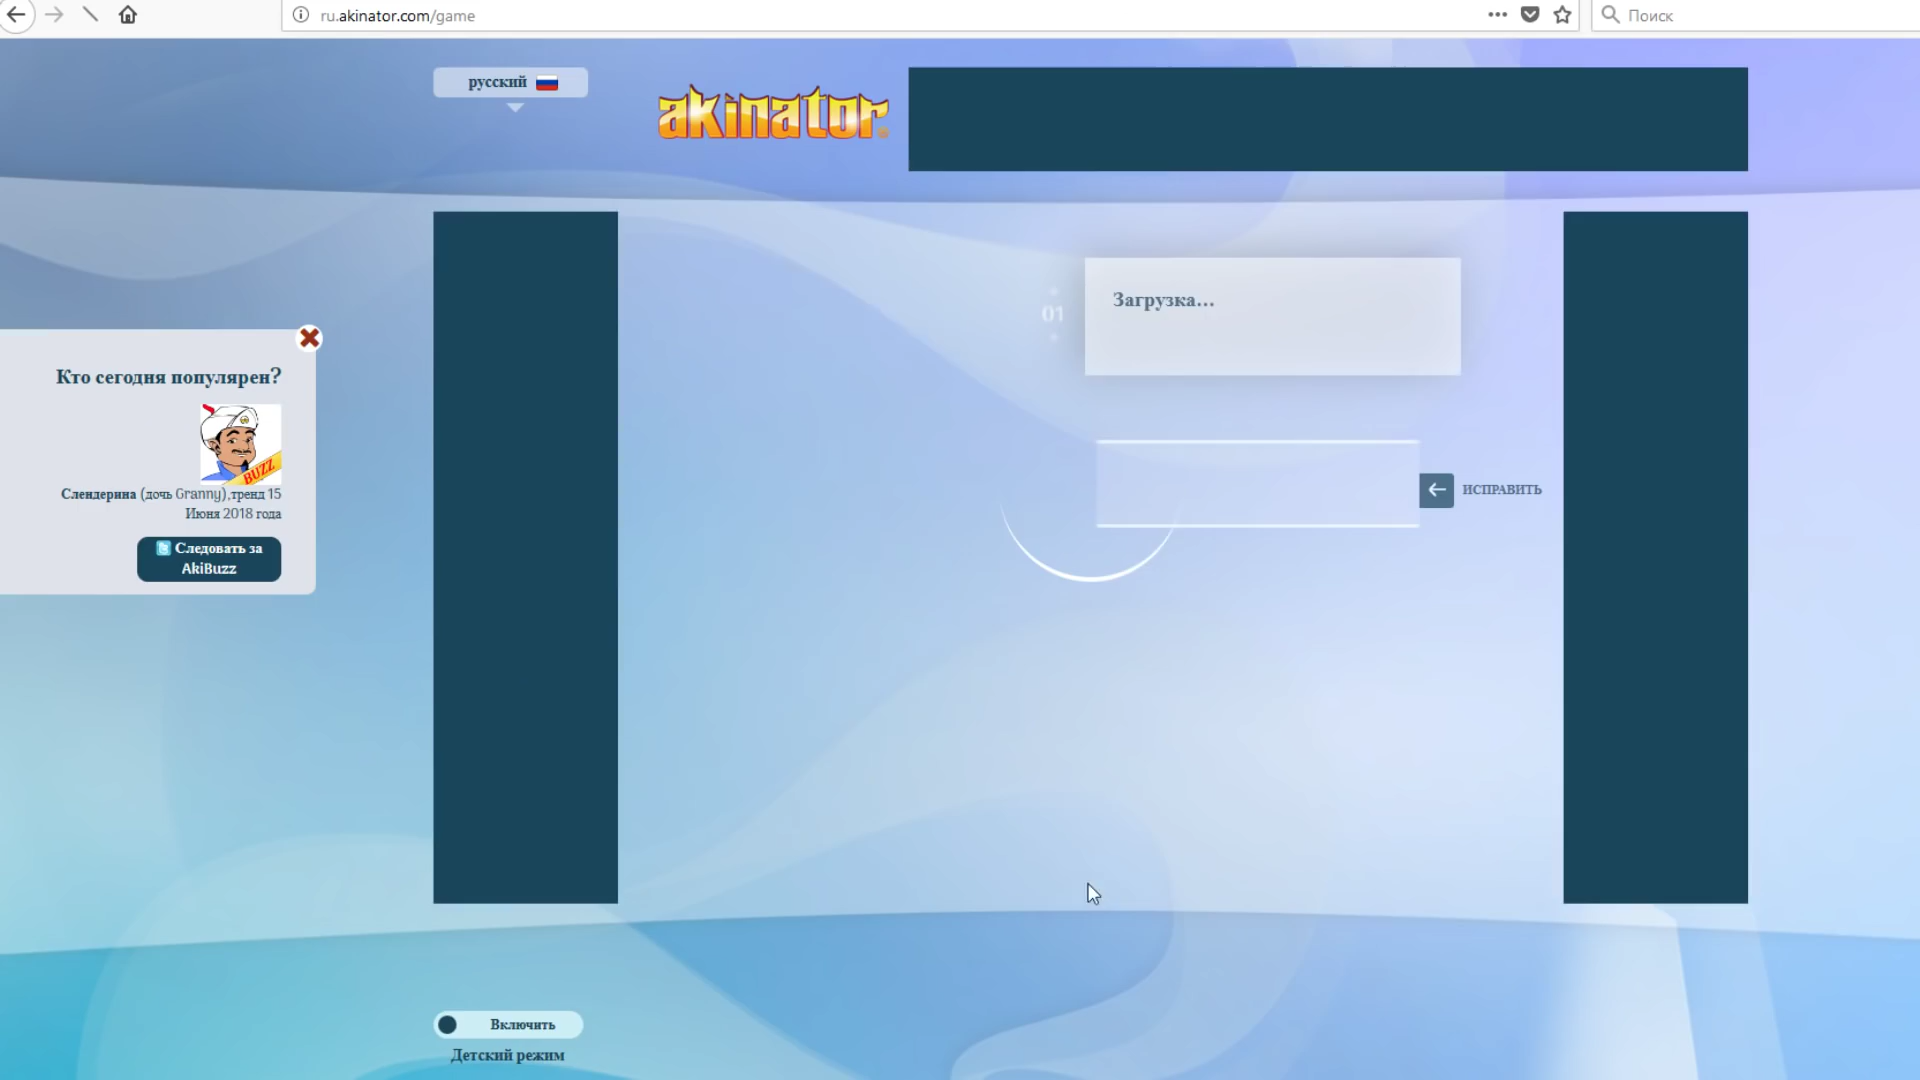 ru.akinator.com/game
Поиск
русский
akinator
01
Загрузка...
Кто сегодня популярен?
BUZZ
Слендерина (дочь Granny),тренд 15
Июня 2018 года
Следовать за
AkiBuzz
ИСПРАВИТЬ
Включить
Детский режим